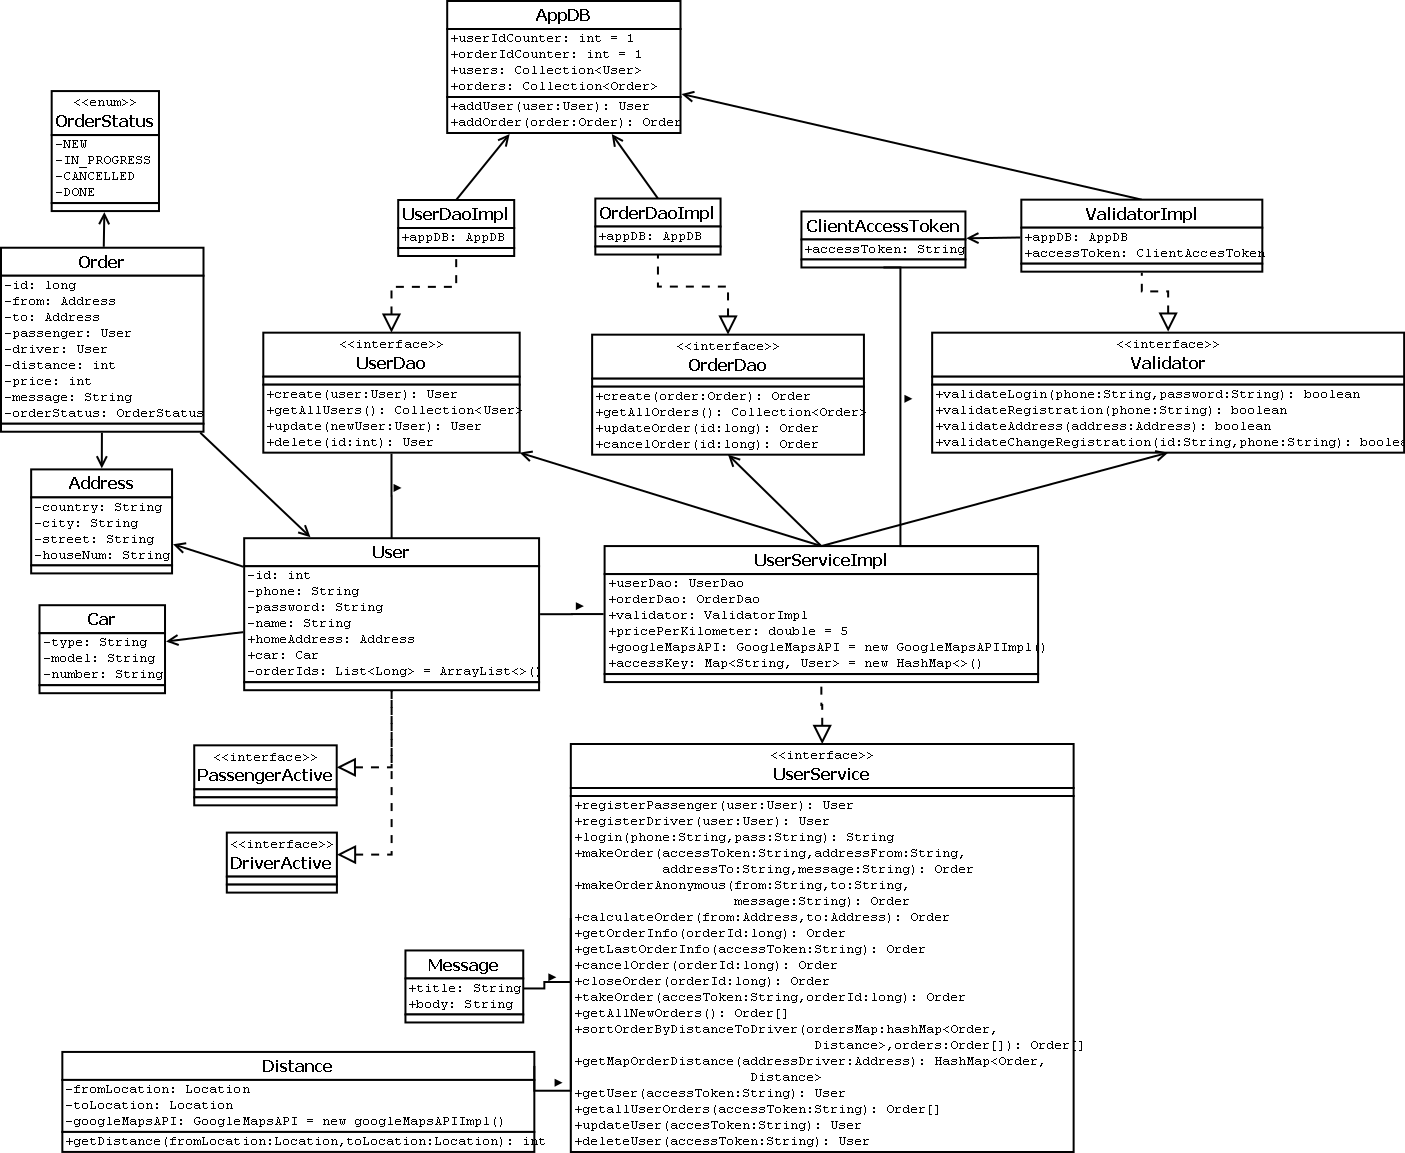 AppDB
+userIdCounter: int = 1
+orderIdCounter: int = 1
+users: Collection<User>
+orders: Collection<Order>
+addUser(user:User): User
+addOrder(order:Order): Order
<<enum>>
OrderStatus
-NEW
-IN_PROGRESS
-CANCELLED
-DONE
UserDaoImpl
+appDB: AppDB
OrderDaoImpl
+appDB: AppDB
ClientAccessToken
+accessToken: String
ValidatorImpl
+appDB: AppDB
+accessToken: ClientAccesToken
Order
-id: long
-from: Address
-to: Address
-passenger: User
-driver: User
-distance: int
-price: int
-message: String
-orderStatus: OrderStatus
<<interface>>
UserDao
+create(user:User): User
+getAllUsers(): Collection<User>
+update(newUser:User): User
+delete(id:int): User
<<interface>>
OrderDao
+create(order:Order): Order
+getAllOrders(): Collection<Order>
+updateOrder(id:long): Order
+cancelOrder(id:long): Order
<<interface>>
Validator
+validateLogin(phone:String,password:String): boolean
+validateRegistration(phone:String): boolean
+validateAddress(address:Address): boolean
+validateChangeRegistration(id:String,phone:String): boolea
Address
-country: String
-city: String
-street: String
-houseNum: String
User
-id: int
-phone: String
-password: String
-name: String
+homeAddress: Address
+car: Car
-orderIds: List<Long> = ArrayList<>()
UserServiceImpl
+userDao: UserDao
+orderDao: OrderDao
+validator: ValidatorImpl
+pricePerKilometer: double = 5
+googleMapsAPI: GoogleMapsAPI = new GoogleMapsAPIImpl()
+accessKey: Map<String, User> = new HashMap<>()
Car
-type: String
-model: String
-number: String
<<interface>>
PassengerActive
<<interface>>
DriverActive
<<interface>>
UserService
+registerPassenger(user:User): User
+registerDriver(user:User): User
+login(phone:String,pass:String): String
+makeOrder(accessToken:String,addressFrom:String,
addressTo:String,message:String): Order
+makeOrderAnonymous(from:String,to:String,
message:String): Order
+calculateOrder(from:Address,to:Address): Order
+getOrderInfo(orderId:long): Order
+getLastOrderInfo(accessToken:String): Order
+cancelOrder(orderId:long): Order
+closeOrder(orderId:long): Order
+takeOrder(accesToken:String,orderId:long): Order
+getAllNewOrders(): Order[]
+sortOrderByDistanceToDriver(ordersMap:hashMap<Order,
Distance>,orders:Order[]): Order[]
+getMapOrderDistance(addressDriver:Address): HashMap<Order,
Distance>
+getUser(accessToken:String): User
+getallUserOrders(accessToken:String): Order[]
+updateUser(accesToken:String): User
+deleteUser(accessToken:String): User
Message
+title: String
+body: String
Distance
-fromLocation: Location
-toLocation: Location
-googleMapsAPI: GoogleMapsAPI = new googleMapsAPIImpl()
+getDistance(fromLocation:Location,toLocation:Location): int